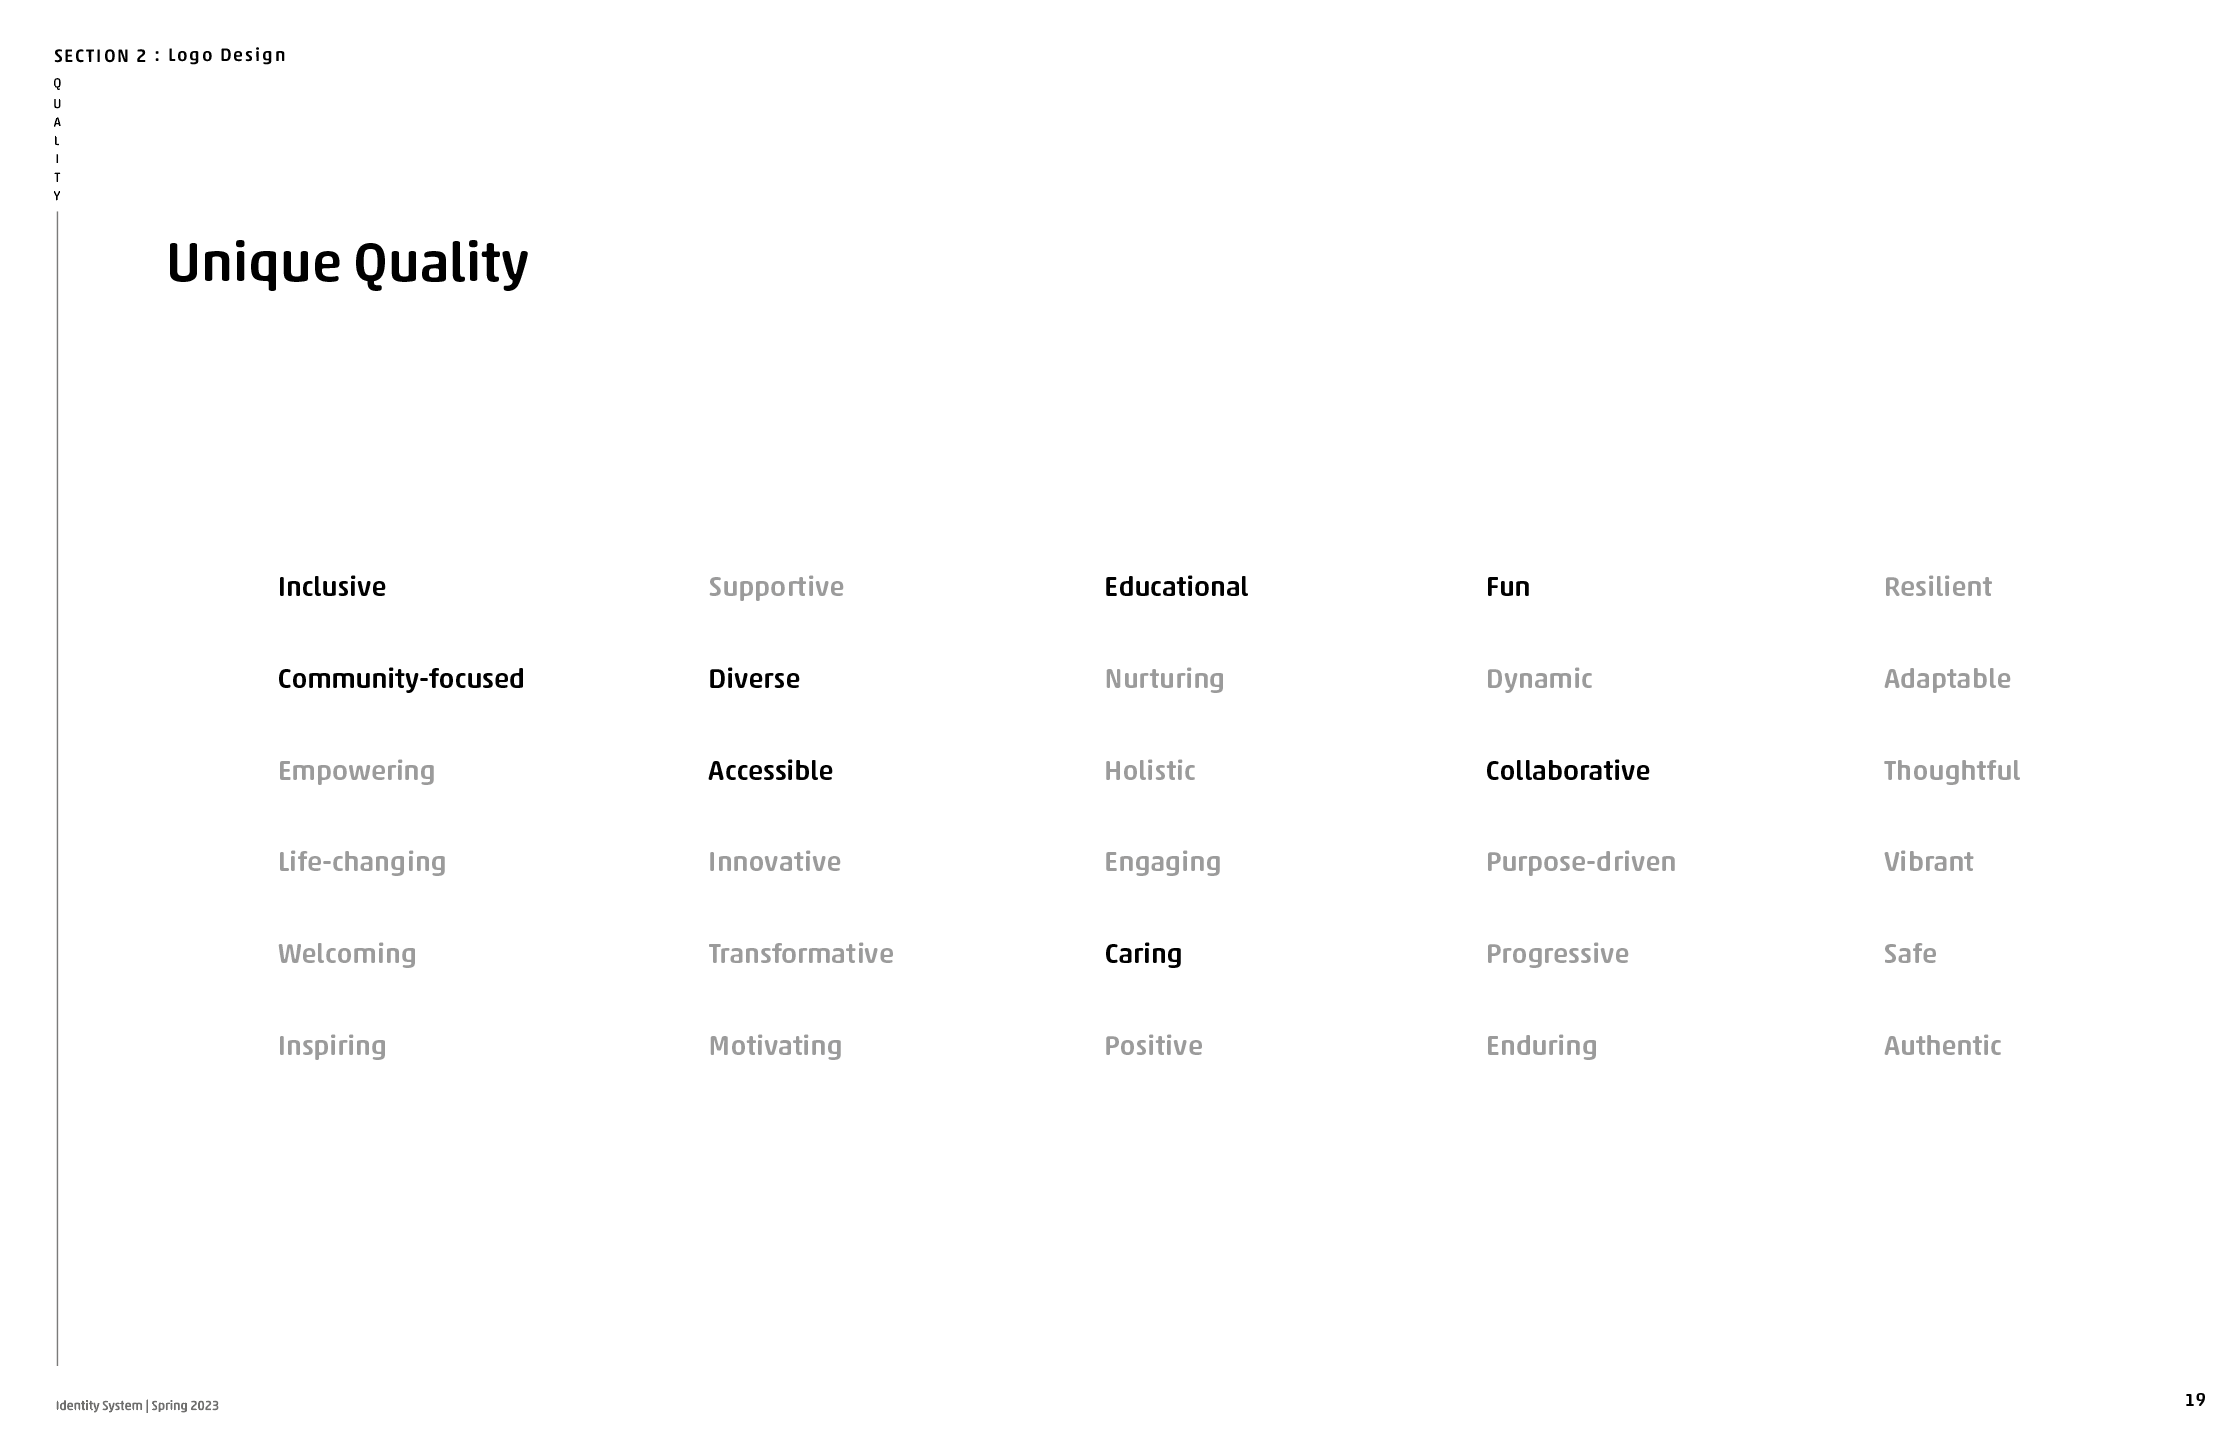 SECTION 2 : Logo Design
QUALITY
Unique Quality
Inclusive Supportive Educational Fun Resilient
Community-focused Diverse Nurturing Dynamic Adaptable
Empowering Accessible Holistic Collaborative Thoughtful
Life-changing Innovative Engaging Purpose-driven Vibrant
Welcoming Transformative Caring Progressive Safe
Inspiring Motivating Positive Enduring Authentic
Identity System | Spring 2023
19